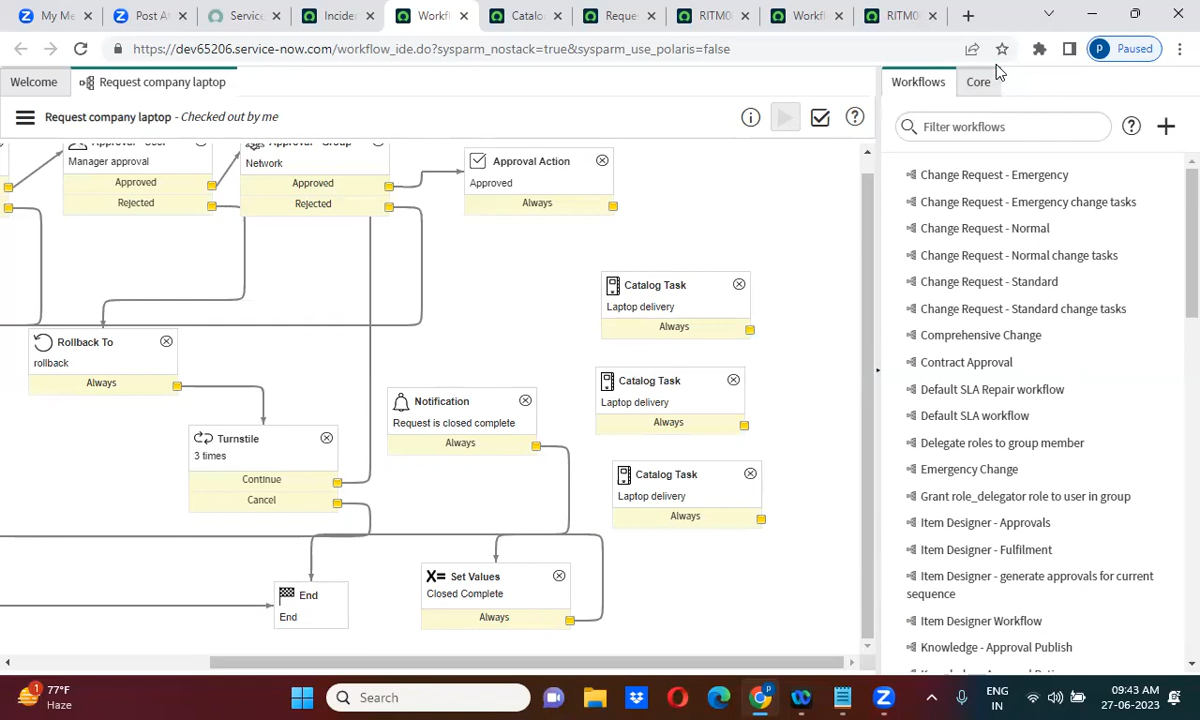 My Me
Post At
Service
Incide
Workf
Catalo
Reque
RITM0
Workf
RITM0
https://dev65206.service-now.com/workflow_ide.do?sysparm_nostack=true&sysparm_use_polaris=false
P Paused
Welcome
Request company laptop
Workflows
Core
Request company laptop - Checked out by me
Filter workflows
Manager approval
Approved
Rejected
Network
Approved
Rejected
Approval Action
Approved
Always
Catalog Task
Laptop delivery
Always
Rollback To
rollback
Always
Catalog Task
Laptop delivery
Always
Notification
Request is closed complete
Always
Turnstile
3 times
Continue
Cancel
Catalog Task
Laptop delivery
Always
X= Set Values
Closed Complete
Always
End
End
Change Request - Emergency
Change Request - Emergency change tasks
Change Request - Normal
Change Request - Normal change tasks
Change Request - Standard
Change Request - Standard change tasks
Comprehensive Change
Contract Approval
Default SLA Repair workflow
Default SLA workflow
Delegate roles to group member
Emergency Change
Grant role_delegator role to user in group
Item Designer - Approvals
Item Designer - Fulfilment
Item Designer - generate approvals for current
sequence
Item Designer Workflow
Knowledge - Approval Publish
1
77°F
Haze
Search
ENG
IN
09:43 AM
27-06-2023